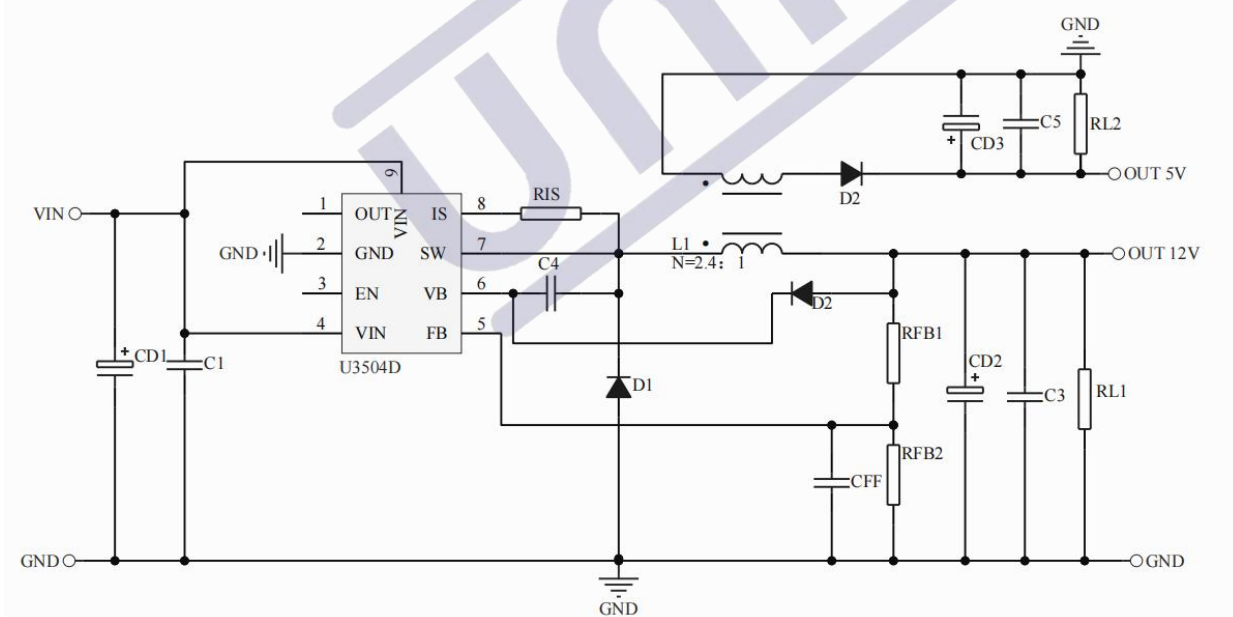 GND
C5
RL2
CD3
OUT 5V
D2
9
VIN
1
OUT
IS
8
RIS
VIN
GND
2
GND
SW
7
L1
N=2.4：1
OUT 12V
C4
3
EN
VB
6
D2
4
VIN
FB
5
RFB1
CD1
C1
U3504D
D1
CD2
C3
RL1
RFB2
CFF
GND
GND
GND
uni